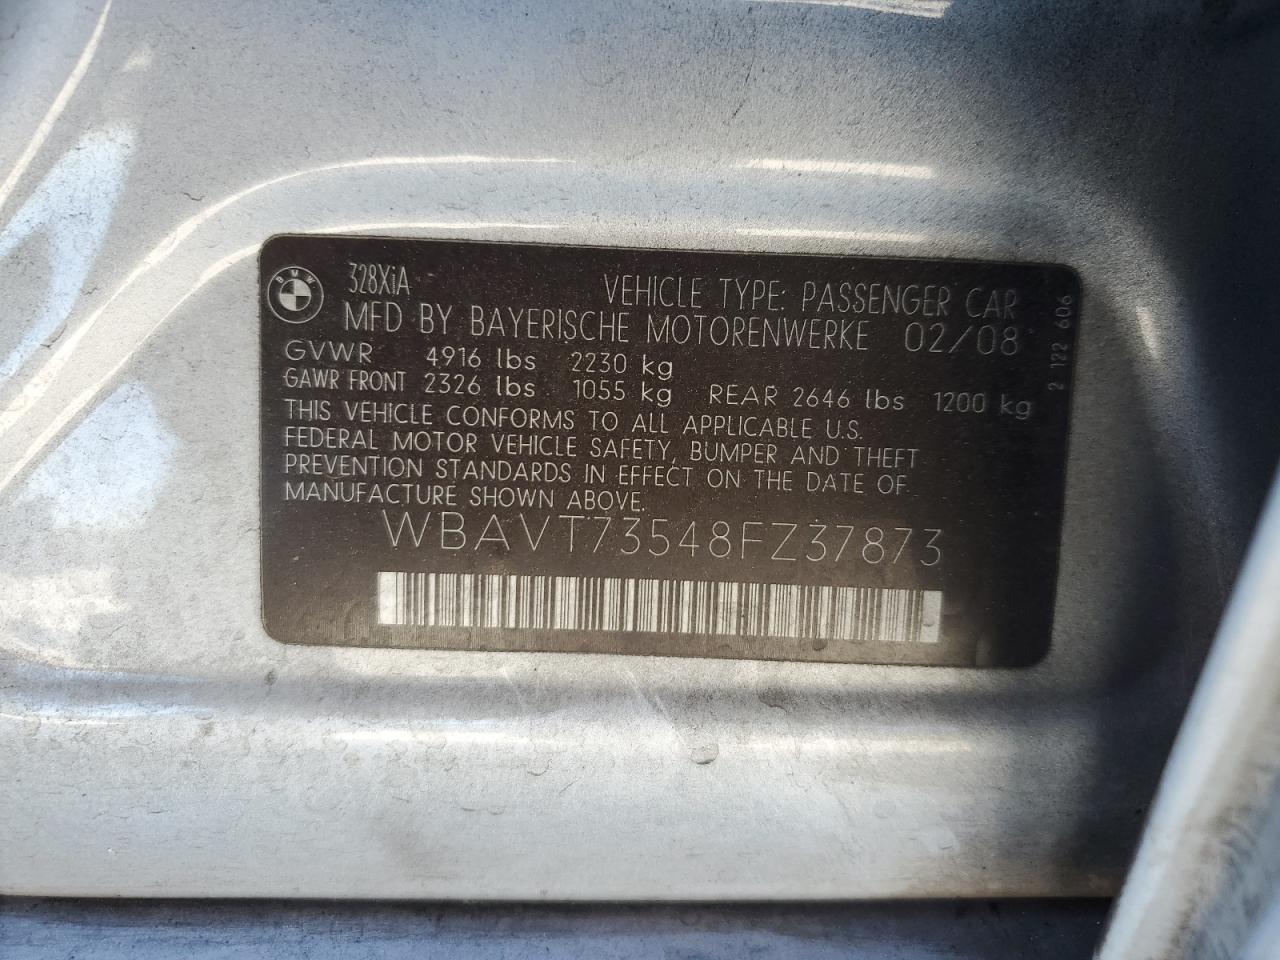 BMW
328XiA
VEHICLE TYPE: PASSENGER CAR
MFD BY BAYERISCHE MOTORENWERKE 02/08
GVWR 4916 lbs 2230 kg
GAWR FRONT 2326 lbs 1055 kg REAR 2646 lbs 1200 kg
THIS VEHICLE CONFORMS TO ALL APPLICABLE U.S.
FEDERAL MOTOR VEHICLE SAFETY, BUMPER AND THEFT
PREVENTION STANDARDS IN EFFECT ON THE DATE OF
MANUFACTURE SHOWN ABOVE.
WBAVT73548FZ37873
2 122 606